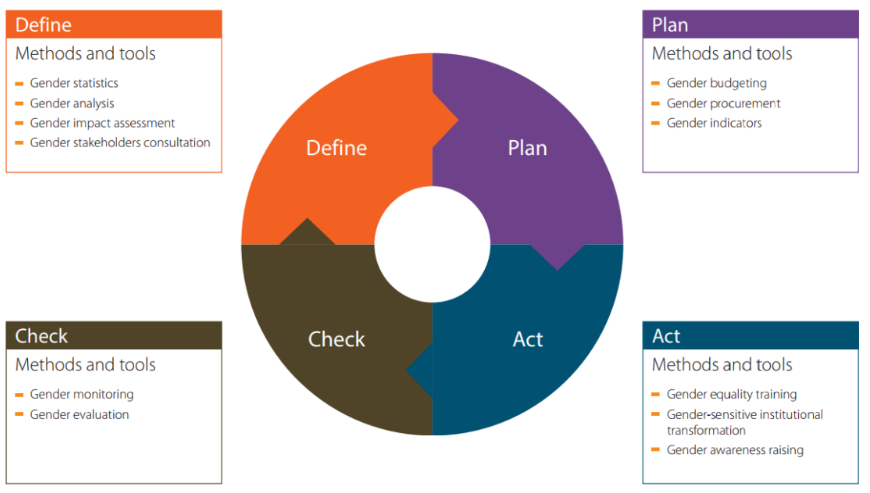 Define
Methods and tools
Gender statistics
Gender analysis
Gender impact assessment
Gender stakeholders consultation
Plan
Methods and tools
Gender budgeting
Gender procurement
Gender indicators
Define
Plan
Check
Act
Check
Methods and tools
Gender monitoring
Gender evaluation
Act
Methods and tools
Gender equality training
Gender-sensitive institutional
transformation
Gender awareness raising